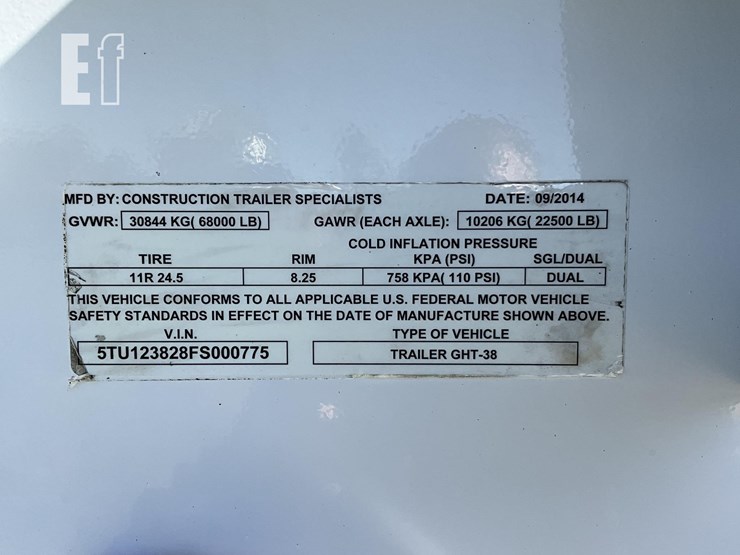 Ef
MFD BY: CONSTRUCTION TRAILER SPECIALISTS DATE: 09/2014
GVWR: 30844 KG( 68000 LB) GAWR (EACH AXLE): 10206 KG( 22500 LB)
COLD INFLATION PRESSURE
TIRE RIM KPA (PSI) SGL/DUAL
11R 24.5 8.25 758 KPA( 110 PSI) DUAL
THIS VEHICLE CONFORMS TO ALL APPLICABLE U.S. FEDERAL MOTOR VEHICLE
SAFETY STANDARDS IN EFFECT ON THE DATE OF MANUFACTURE SHOWN ABOVE.
V.I.N. TYPE OF VEHICLE
5TU123828FS000775 TRAILER GHT-38